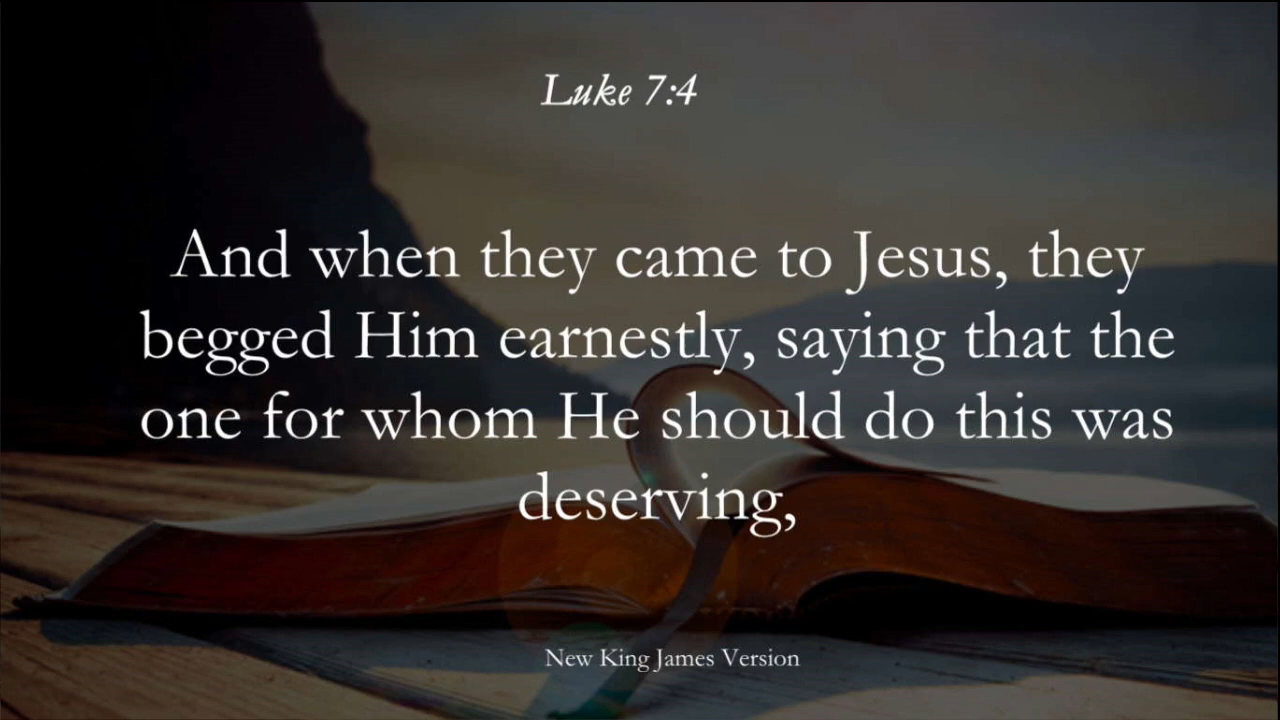 Luke 7:4
And when they came to Jesus, they
begged Him earnestly, saying that the
one for whom He should do this was
deserving,
New King James Version